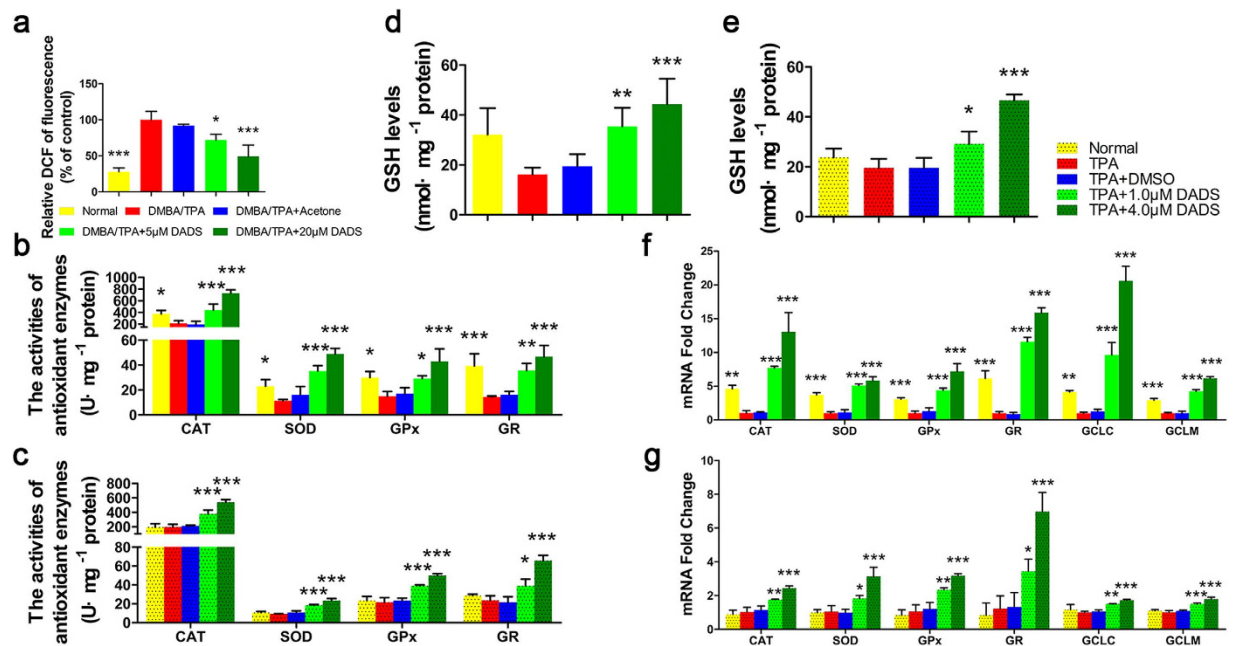 a
Relative DCF of fluorescence
(% of control)
150
100
50
0
***
*
***
Normal
DMBA/TPA
DMBA/TPA+Acetone
DMBA/TPA+5μM DADS
DMBA/TPA+20μM DADS
d
GSH levels
(nmol· mg⁻¹ protein)
60
40
20
0
**
***
e
GSH levels
(nmol· mg⁻¹ protein)
60
40
20
0
*
***
Normal
TPA
TPA+DMSO
TPA+1.0μM DADS
TPA+4.0μM DADS
b
The activities of
antioxidant enzymes
(U· mg⁻¹ protein)
1000
800
600
400
200
60
40
20
0
* *** ***
* *** ***
* * ***
*** ** ***
CAT SOD GPx GR
c
The activities of
antioxidant enzymes
(U· mg⁻¹ protein)
800
600
400
200
80
60
40
20
0
*** ***
*** ***
*** ***
* ***
CAT SOD GPx GR
f
mRNA Fold Change
25
20
15
10
5
0
** *** ***
*** *** ***
*** *** ***
*** *** ***
** *** ***
*** *** ***
CAT SOD GPx GR GCLC GCLM
g
mRNA Fold Change
10
8
6
4
2
0
** ***
* ***
** ***
* ***
** ***
*** ***
CAT SOD GPx GR GCLC GCLM